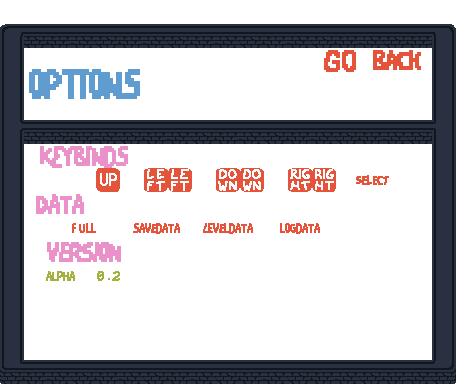 GO BACK
OPTIONS
KEYBINDS
UP LE FT LE FT DO WN DO WN RIG HT RIG HT SELECT
DATA
FULL SAVEDATA LEVELDATA LOGDATA
VERSION
ALPHA 0.2